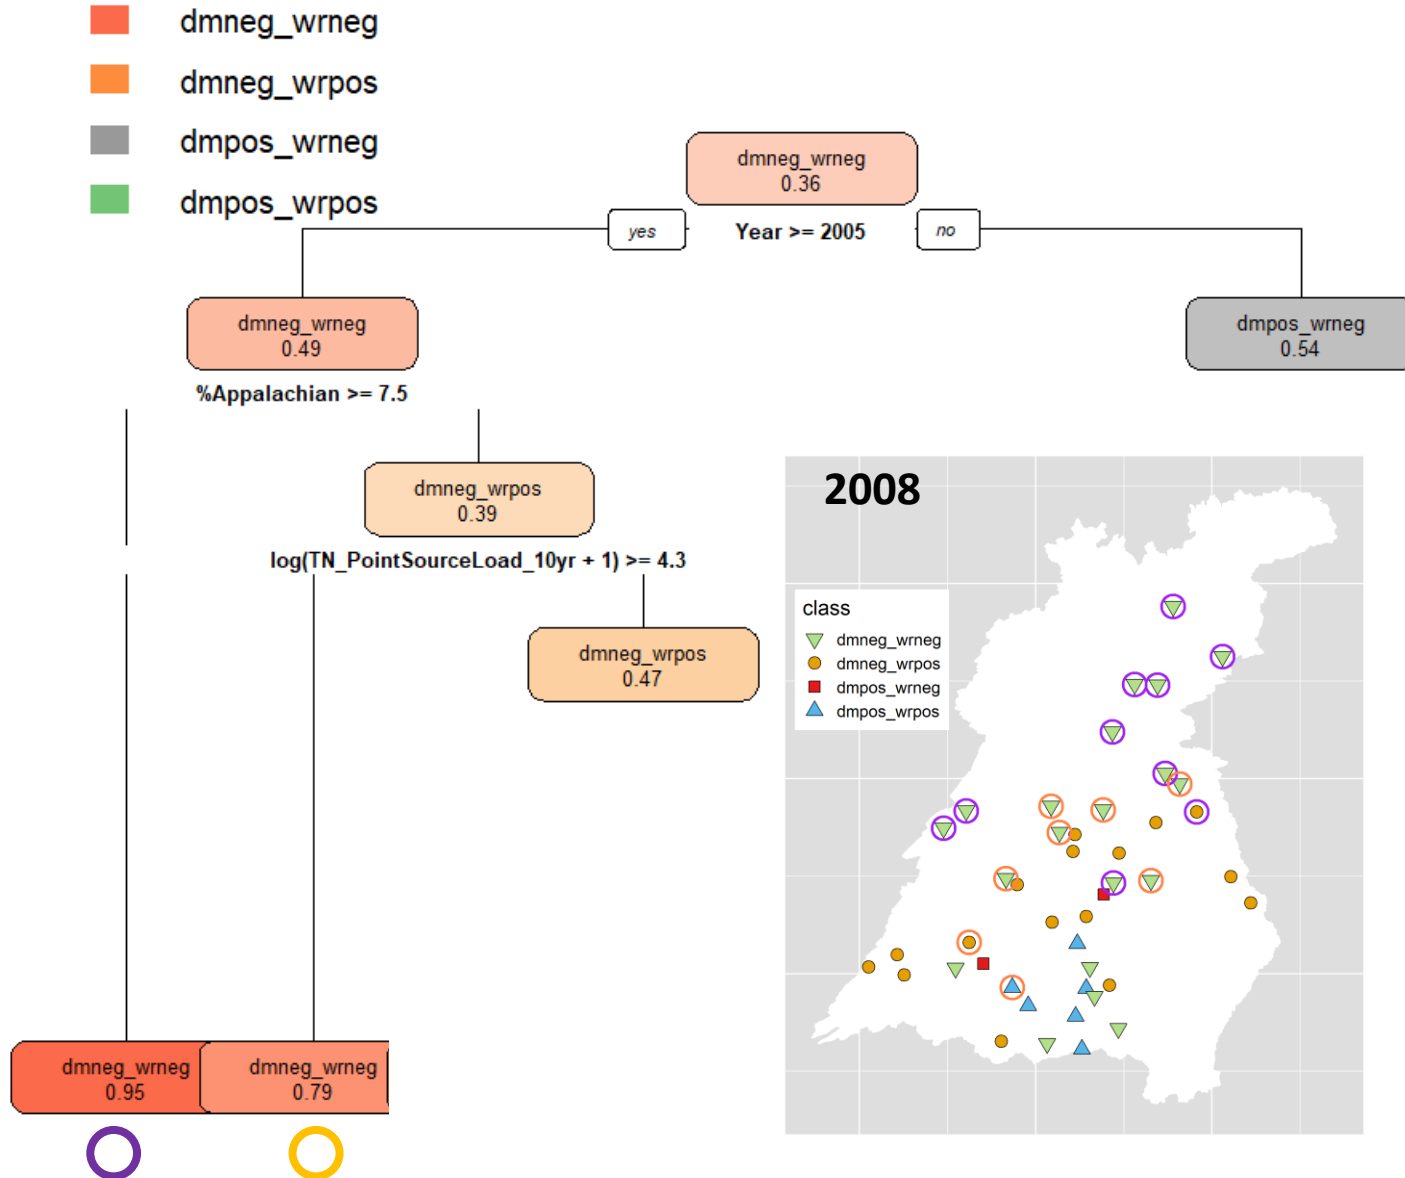 dmneg_wrneg
dmneg_wrpos
dmpos_wrneg
dmpos_wrpos
dmneg_wrneg
0.36
yes
Year >= 2005
no
dmneg_wrneg
0.49
dmpos_wrneg
0.54
%Appalachian >= 7.5
dmneg_wrpos
0.39
log(TN_PointSourceLoad_10yr + 1) >= 4.3
dmneg_wrpos
0.47
2008
class
dmneg_wrneg
dmneg_wrpos
dmpos_wrneg
dmpos_wrpos
dmneg_wrneg
0.95
dmneg_wrneg
0.79